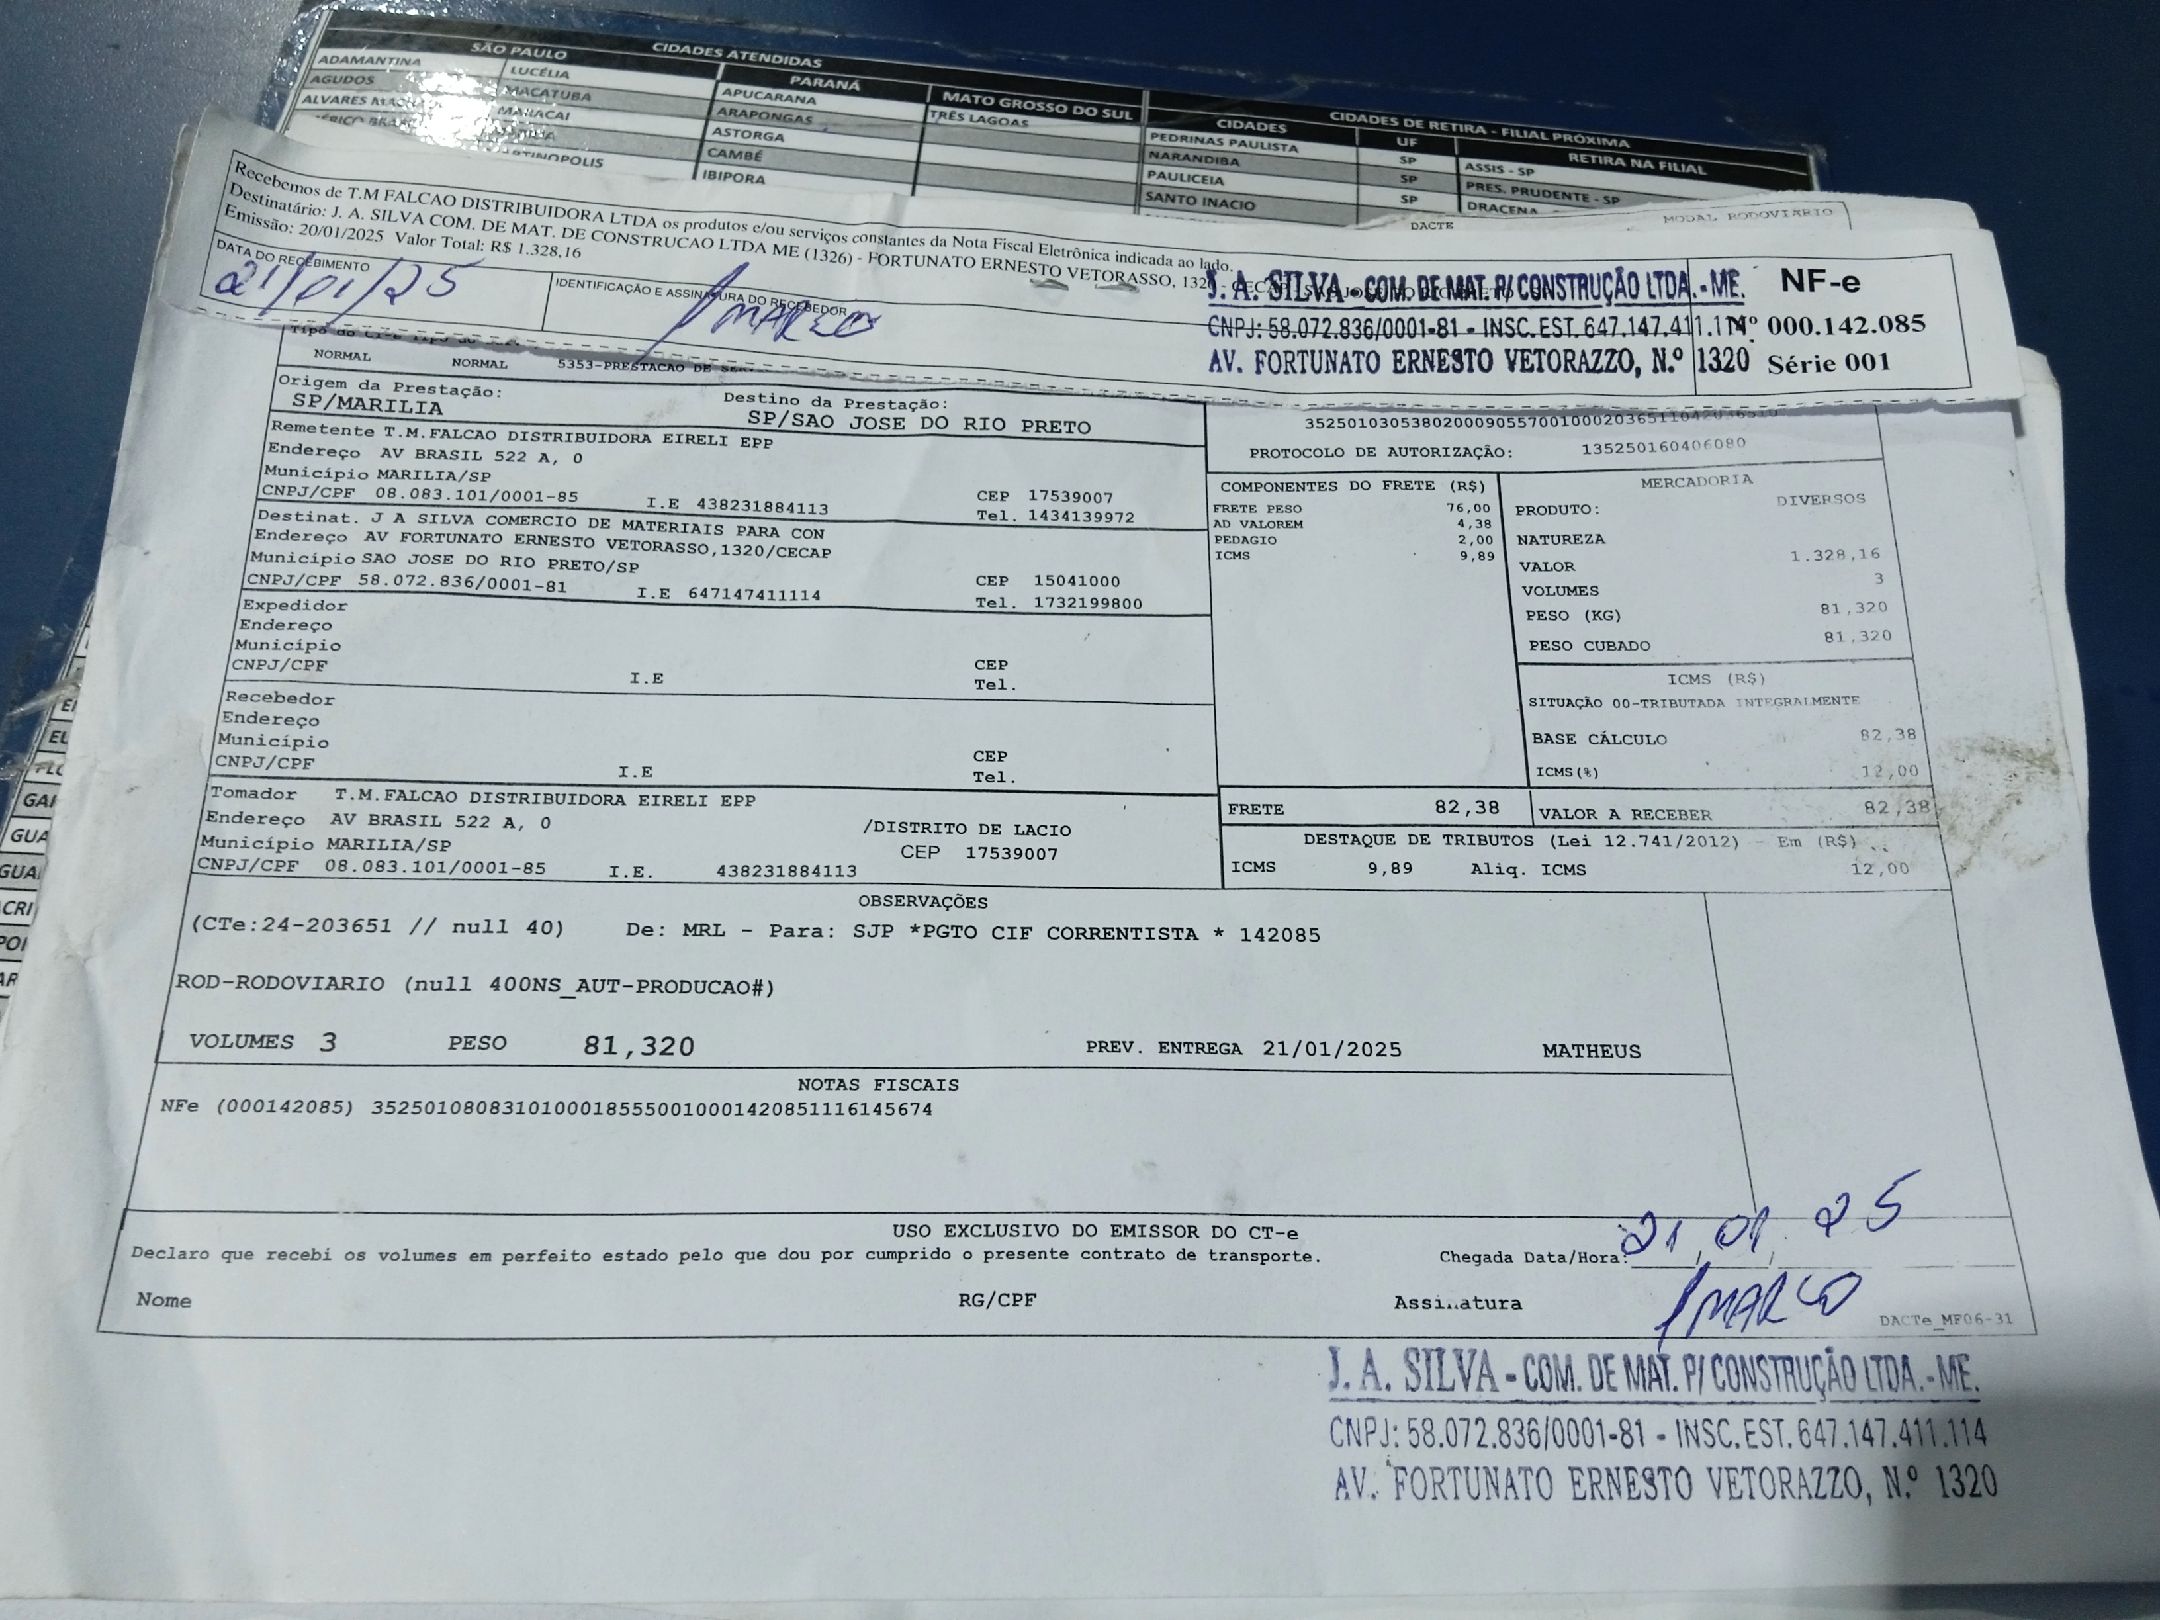 CIDADES ATENDIDAS
SÃO PAULO
PARANÁ
MATO GROSSO DO SUL
CIDADES DE RETIRA - FILIAL PRÓXIMA
CIDADES
UF
RETIRA NA FILIAL
ADAMANTINA
LUCÉLIA
APUCARANA
TRÊS LAGOAS
PEDRINAS PAULISTA
SP
ASSIS - SP
AGUDOS
MACATUBA
ARAPONGAS
NARANDIBA
SP
PRES. PRUDENTE - SP
ALVARES
MARACAI
ASTORGA
PAULICEIA
SP
DRACENA
CAMBÉ
SANTO INACIO
IBIPORA
DACTE
MODAL RODOVIÁRIO
Recebemos de T.M FALCAO DISTRIBUIDORA LTDA os produtos e/ou serviços constantes da Nota Fiscal Eletrônica indicada ao lado.
Destinatário: J. A. SILVA COM. DE MAT. DE CONSTRUCAO LTDA ME (1326) - FORTUNATO ERNESTO VETORASSO, 1320 - CECAP
Emissão: 20/01/2025 Valor Total: R$ 1.328,16
DATA DO RECEBIMENTO
21/01/25
IDENTIFICAÇÃO E ASSINATURA DO RECEBEDOR
MARCO
J. A. SILVA - COM. DE MAT. P/ CONSTRUÇÃO LTDA. - ME.
CNPJ: 58.072.836/0001-81 - INSC. EST. 647.147.411.114
AV. FORTUNATO ERNESTO VETORAZZO, N.º 1320
NF-e
Nº 000.142.085
Série 001
NORMAL NORMAL 5353-PRESTACAO DE
Origem da Prestação:
SP/MARILIA
Destino da Prestação:
SP/SAO JOSE DO RIO PRETO
PROTOCOLO DE AUTORIZAÇÃO: 135250160406080
Remetente T.M.FALCAO DISTRIBUIDORA EIRELI EPP
Endereço AV BRASIL 522 A, 0
Município MARILIA/SP
CEP 17539007
CNPJ/CPF 08.083.101/0001-85 I.E 438231884113 Tel. 1434139972
Destinat. J A SILVA COMERCIO DE MATERIAIS PARA CON
Endereço AV FORTUNATO ERNESTO VETORASSO,1320/CECAP
Município SAO JOSE DO RIO PRETO/SP CEP 15041000
CNPJ/CPF 58.072.836/0001-81 I.E 647147411114 Tel. 1732199800
Expedidor
Endereço
Município
CEP
CNPJ/CPF I.E Tel.
Recebedor
Endereço
Município
CEP
CNPJ/CPF I.E Tel.
Tomador T.M.FALCAO DISTRIBUIDORA EIRELI EPP
Endereço AV BRASIL 522 A, 0 /DISTRITO DE LACIO
Município MARILIA/SP CEP 17539007
CNPJ/CPF 08.083.101/0001-85 I.E. 438231884113
COMPONENTES DO FRETE (R$)
FRETE PESO 76,00
AD VALOREM 4,38
PEDAGIO 2,00
ICMS 9,89
MERCADORIA
PRODUTO: DIVERSOS
NATUREZA
VALOR 1.328,16
VOLUMES 3
PESO (KG) 81,320
PESO CUBADO 81,320
ICMS (R$)
SITUAÇÃO 00-TRIBUTADA INTEGRALMENTE
BASE CÁLCULO 82,38
ICMS(%) 12,00
FRETE 82,38 VALOR A RECEBER 82,38
DESTAQUE DE TRIBUTOS (Lei 12.741/2012) - Em (R$)
ICMS 9,89 Aliq. ICMS 12,00
OBSERVAÇÕES
(CTe:24-203651 // null 40) De: MRL - Para: SJP *PGTO CIF CORRENTISTA * 142085
ROD-RODOVIARIO (null 400NS_AUT-PRODUCAO#)
VOLUMES 3 PESO 81,320 PREV. ENTREGA 21/01/2025 MATHEUS
NOTAS FISCAIS
NFe (000142085) 35250108083101000185550010001420851116145674
USO EXCLUSIVO DO EMISSOR DO CT-e
Declaro que recebi os volumes em perfeito estado pelo que dou por cumprido o presente contrato de transporte.
Chegada Data/Hora: 21 01 25
Nome RG/CPF Assinatura MARCO
DACTe_MF06-31
J. A. SILVA - COM. DE MAT. P/ CONSTRUÇÃO LTDA. - ME.
CNPJ: 58.072.836/0001-81 - INSC. EST. 647.147.411.114
AV. FORTUNATO ERNESTO VETORAZZO, N.º 1320